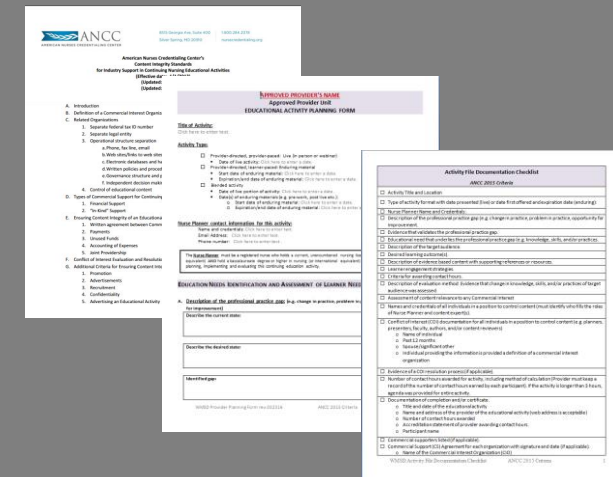 ANCC
AMERICAN NURSES CREDENTIALING CENTER
8515 Georgia Ave, Suite 400
Silver Spring, MD 20910
1.800.284.2378
nursecredentialing.org
American Nurses Credentialing Center's
Content Integrity Standards
for Industry Support in Continuing Nursing Educational Activities
(Effective
(Updated:
(Updated:
A. Introduction
B. Definition of a Commercial Interest
C. Related Organizations
1. Separate federal tax ID number
2. Separate legal entity
3. Operational structure separation
a. Phone, fax line, email
b. Web sites/links to web sites
c. Electronic databases
d. Written policies and
e. Governance
f. Independent decision
4. Control of educational content
D. Types of Commercial Support for
1. Financial Support
2. "In-Kind" Support
E. Ensuring Content Integrity of an Educational
1. Written agreement between
2. Payments
3. Unused Funds
4. Accounting of Expenses
5. Joint Providership
F. Conflict of Interest Evaluation and
G. Additional Criteria for Ensuring Content
1. Promotion
2. Advertisements
3. Recruitment
4. Confidentiality
5. Advertising an Educational Activity
APPROVED PROVIDER'S NAME
Approved Provider Unit
EDUCATIONAL ACTIVITY PLANNING FORM
Title of Activity:
Click here to enter text.
Activity Type:
Provider-directed, provider-paced: Live (in person or webinar)
Date of live activity: Click here to enter a date.
Provider-directed, learner-paced: Enduring material
Start date of enduring material: Click here to enter a date.
Expiration/end date of enduring material: Click here to enter a date.
Blended activity
Date of live portion of activity: Click here to enter a date.
Start date of enduring material: Click here to enter a date.
Expiration/end date of enduring material: Click here to enter
Nurse Planner contact information for this activity:
Name and credentials: Click here to enter text.
Email Address: Click here to enter text.
Phone number: Click here to enter text.
planning, implementing and evaluating this continuing education activity.
EDUCATION NEEDS IDENTIFICATION AND ASSESSMENT OF LEARNER
A. Description of the professional practice gap (e.g. change in practice, problem in
for improvement)
Describe the current state:
Describe the desired state:
Identified gap:
ANCC 2015 Criteria
Activity File Documentation Checklist
ANCC 2015 Criteria
Activity Title and Location
Type of activity format with date presented (live) or date first offered and expiration date (enduring)
Nurse Planner Name and Credentials:
Description of the professional practice gap (e.g. change in practice, problem in practice, opportunity for
improvement)
Evidence that validates the professional practice gap
Educational need that underlies the professional practice gap (e.g. knowledge, skills, and/or practices)
Description of the target audience
Desired learning outcome(s)
Description of evidence based content with supporting references or resources
Learner engagement strategies
Criteria for awarding contact hours
Description of evaluation method: Evidence that change in knowledge, skills, and/or practices of target
audience was assessed
Assessment of content relevance to any Commercial Interest
Names and credentials of all individuals in a position to control content (must identify who fills the roles
of Nurse Planner and content expert(s)
Conflict of Interest (COI) documentation for all individuals in a position to control content (e.g. planners,
presenters, faculty, authors, and/or content reviewers)
Name of individual
Past 12 months
Spouse/significant other
Individual providing the information is provided a definition of a commercial interest
organization
Evidence of a COI resolution process (if applicable)
Number of contact hours awarded for activity, including method of calculation (Provider must keep a
record of the number of contact hours earned by each participant). If the activity is longer than 3 hours,
agenda was provided for entire activity.
Documentation of completion and/or certificate.
Title and date of the educational activity
Name and address of the provider of the educational activity (web address is acceptable)
Number of contact hours awarded
Accreditation statement of provider awarding contact hours
Participant name
Commercial supporters listed (if applicable)
Commercial Support (CS) Agreement for each organization with signature and date (if applicable)
Name of the Commercial Interest Organization (CIO)
Activity File Documentation Checklist ANCC 2015 Criteria 1